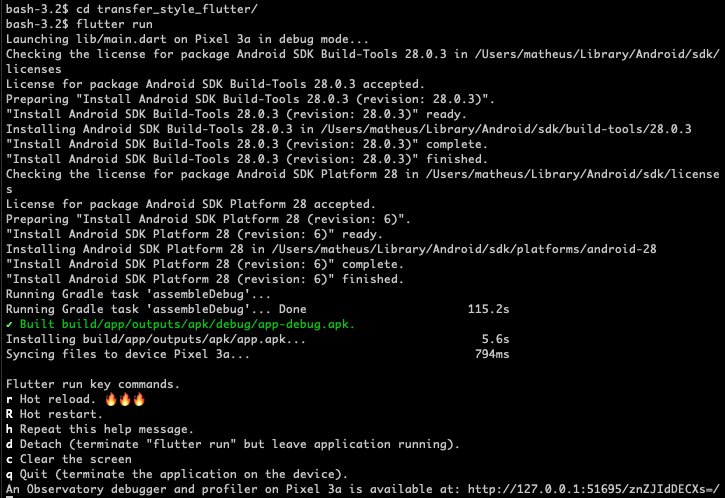 bash-3.2$ cd transfer_style_flutter/
bash-3.2$ flutter run
Launching lib/main.dart on Pixel 3a in debug mode...
Checking the license for package Android SDK Build-Tools 28.0.3 in /Users/matheus/Library/Android/sdk/
licenses
License for package Android SDK Build-Tools 28.0.3 accepted.
Preparing "Install Android SDK Build-Tools 28.0.3 (revision: 28.0.3)".
"Install Android SDK Build-Tools 28.0.3 (revision: 28.0.3)" ready.
Installing Android SDK Build-Tools 28.0.3 in /Users/matheus/Library/Android/sdk/build-tools/28.0.3
"Install Android SDK Build-Tools 28.0.3 (revision: 28.0.3)" complete.
"Install Android SDK Build-Tools 28.0.3 (revision: 28.0.3)" finished.
Checking the license for package Android SDK Platform 28 in /Users/matheus/Library/Android/sdk/license
s
License for package Android SDK Platform 28 accepted.
Preparing "Install Android SDK Platform 28 (revision: 6)".
"Install Android SDK Platform 28 (revision: 6)" ready.
Installing Android SDK Platform 28 in /Users/matheus/Library/Android/sdk/platforms/android-28
"Install Android SDK Platform 28 (revision: 6)" complete.
"Install Android SDK Platform 28 (revision: 6)" finished.
Running Gradle task 'assembleDebug'...
Running Gradle task 'assembleDebug'... Done 115.2s
✓ Built build/app/outputs/apk/debug/app-debug.apk.
Installing build/app/outputs/apk/app.apk... 5.6s
Syncing files to device Pixel 3a... 794ms
Flutter run key commands.
r Hot reload. 🔥🔥🔥
R Hot restart.
h Repeat this help message.
d Detach (terminate "flutter run" but leave application running).
c Clear the screen
q Quit (terminate the application on the device).
An Observatory debugger and profiler on Pixel 3a is available at: http://127.0.0.1:51695/znZJIdDECXs=/